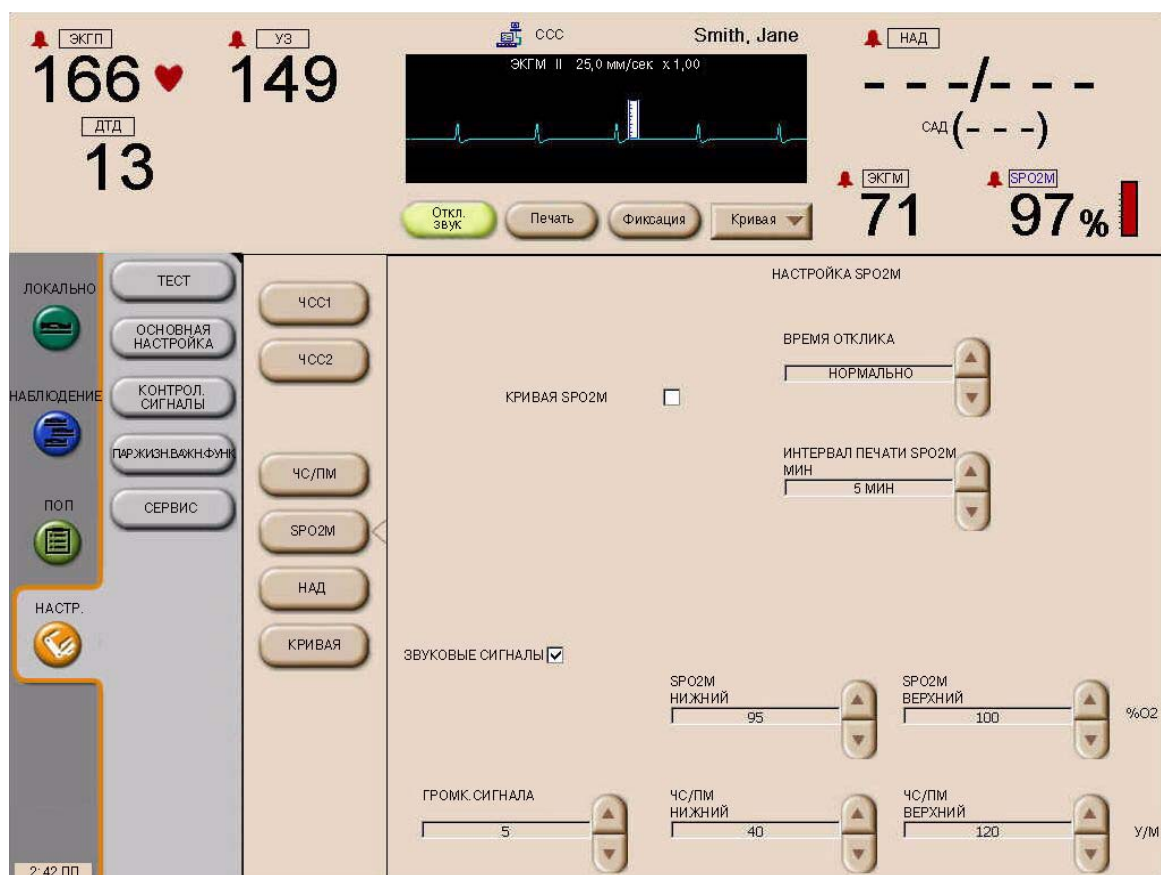 ЭКГП
УЗ
ССС
Smith, Jane
НАД
166
149
ЭКГМ II 25,0 мм/сек x 1,00
- - -/- - -
САД (- - -)
ДТД
13
ЭКГМ
SPO2M
71
97%
Откл. звук
Печать
Фиксация
Кривая
ЛОКАЛЬНО
НАБЛЮДЕНИЕ
ПОП
НАСТР.
2:42 ПП
ТЕСТ
ОСНОВНАЯ
НАСТРОЙКА
КОНТРОЛ.
СИГНАЛЫ
ПАР.ЖИЗН.ВАЖН.ФУНК
СЕРВИС
ЧСС1
ЧСС2
ЧС/ПМ
SPO2M
НАД
КРИВАЯ
НАСТРОЙКА SPO2M
ВРЕМЯ ОТКЛИКА
НОРМАЛЬНО
КРИВАЯ SPO2M
ИНТЕРВАЛ ПЕЧАТИ SPO2M
МИН
5 МИН
ЗВУКОВЫЕ СИГНАЛЫ
SPO2M
НИЖНИЙ
95
SPO2M
ВЕРХНИЙ
100
%O2
ГРОМК.СИГНАЛА
5
ЧС/ПМ
НИЖНИЙ
40
ЧС/ПМ
ВЕРХНИЙ
120
У/М